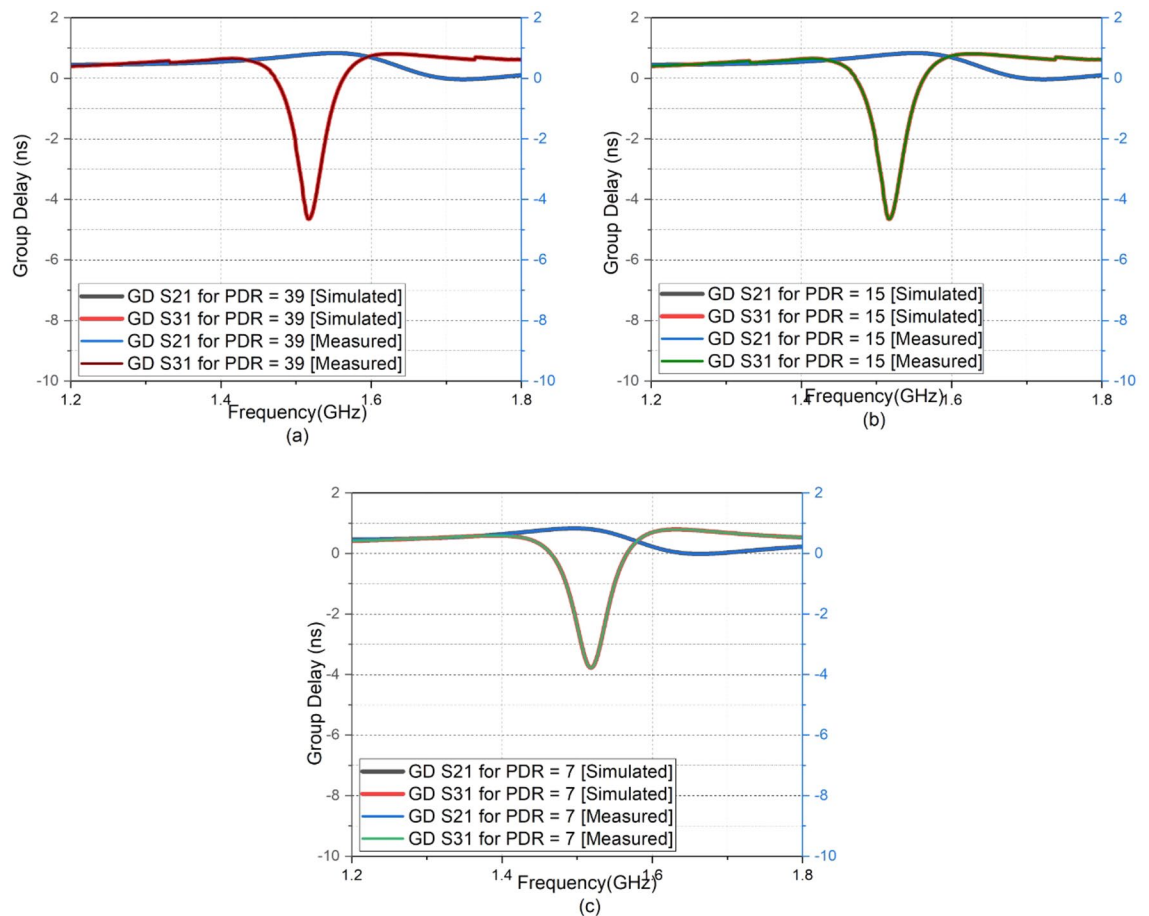 2
0
-2
-4
-6
-8
-10
Group Delay (ns)
2
0
-2
-4
-6
-8
-10
GD S21 for PDR = 39 [Simulated]
GD S31 for PDR = 39 [Simulated]
GD S21 for PDR = 39 [Measured]
GD S31 for PDR = 39 [Measured]
1.2 1.4 1.6 1.8
Frequency(GHz)
(a)
2
0
-2
-4
-6
-8
-10
Group Delay (ns)
2
0
-2
-4
-6
-8
-10
GD S21 for PDR = 15 [Simulated]
GD S31 for PDR = 15 [Simulated]
GD S21 for PDR = 15 [Measured]
GD S31 for PDR = 15 [Measured]
1.2 1.4 1.6 1.8
Frequency(GHz)
(b)
2
0
-2
-4
-6
-8
-10
Group Delay (ns)
2
0
-2
-4
-6
-8
-10
GD S21 for PDR = 7 [Simulated]
GD S31 for PDR = 7 [Simulated]
GD S21 for PDR = 7 [Measured]
GD S31 for PDR = 7 [Measured]
1.2 1.4 1.6 1.8
Frequency(GHz)
(c)